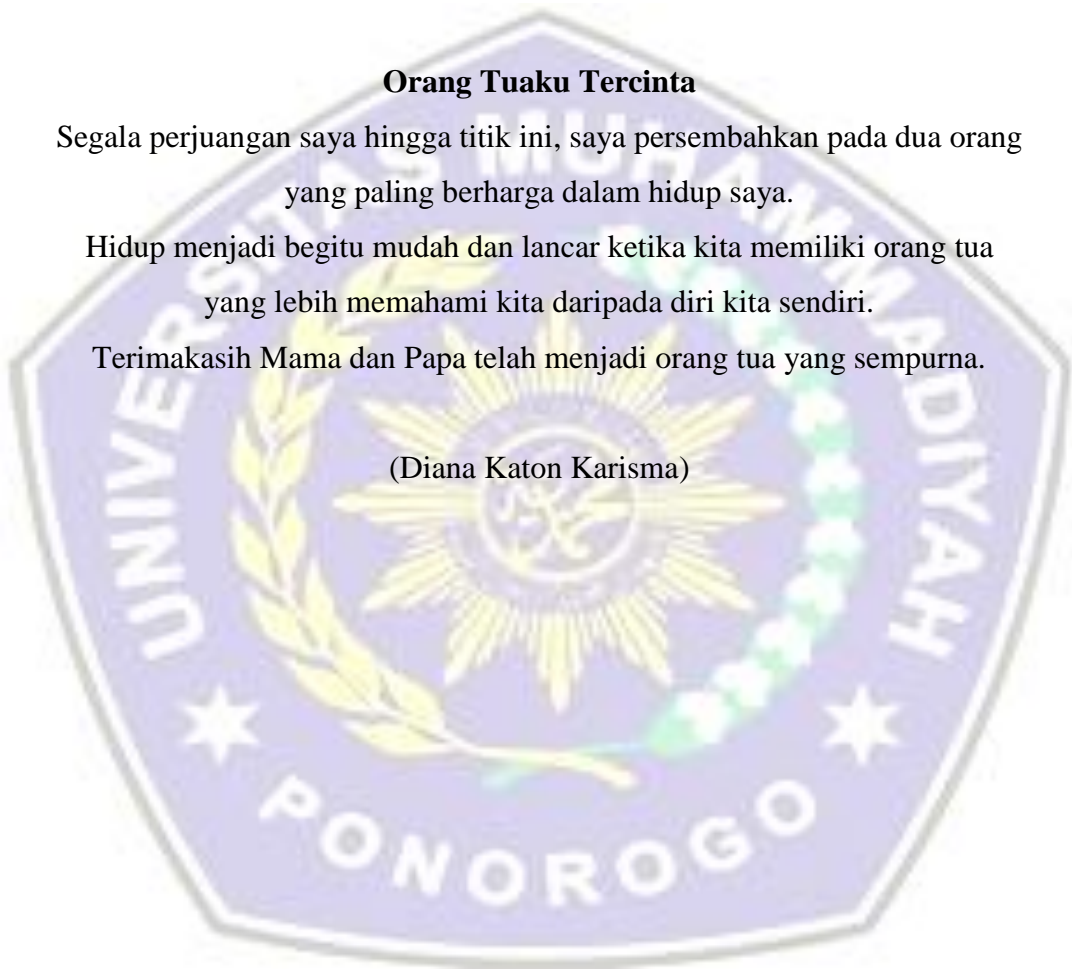 Orang Tuaku Tercinta
Segala perjuangan saya hingga titik ini, saya persembahkan pada dua orang
yang paling berharga dalam hidup saya.
Hidup menjadi begitu mudah dan lancar ketika kita memiliki orang tua
yang lebih memahami kita daripada diri kita sendiri.
Terimakasih Mama dan Papa telah menjadi orang tua yang sempurna.
(Diana Katon Karisma)
UNIVERSITAS MUHAMMADIYAH
PONOROGO